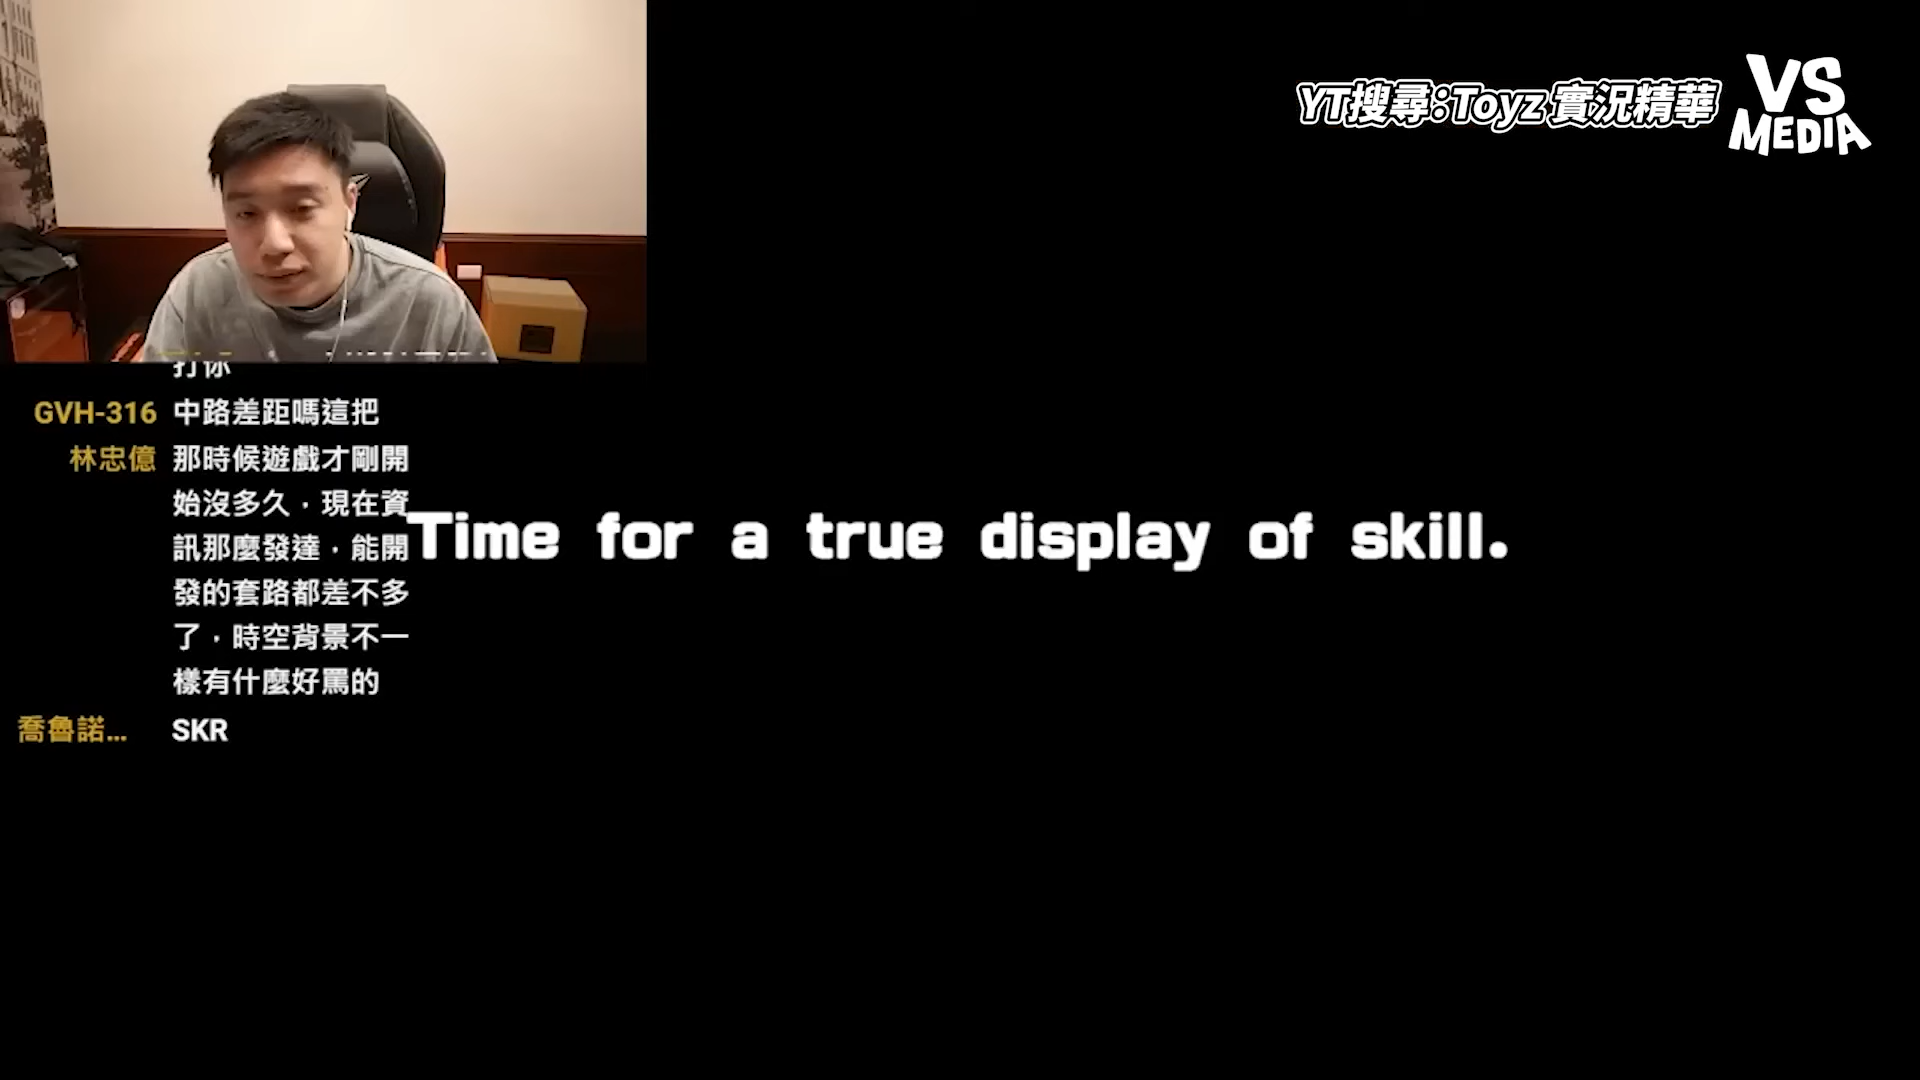 YT搜尋:Toyz 實況精華
VS
MEDIA
打你
GVH-316 中路差距嗎這把
林忠億 那時候遊戲才剛開
始沒多久，現在資
訊那麼發達，能開
發的套路都差不多
了，時空背景不一
樣有什麼好罵的
喬魯諾... SKR
Time for a true display of skill.